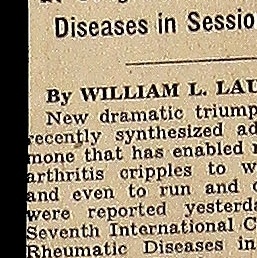 Diseases in Sessio
By WILLIAM L. LAU
New dramatic triump
recently synthesized ad
mone that has enabled
arthritis cripples to w
and even to run and
were reported yesterda
Seventh International C
Rheumatic Diseases in